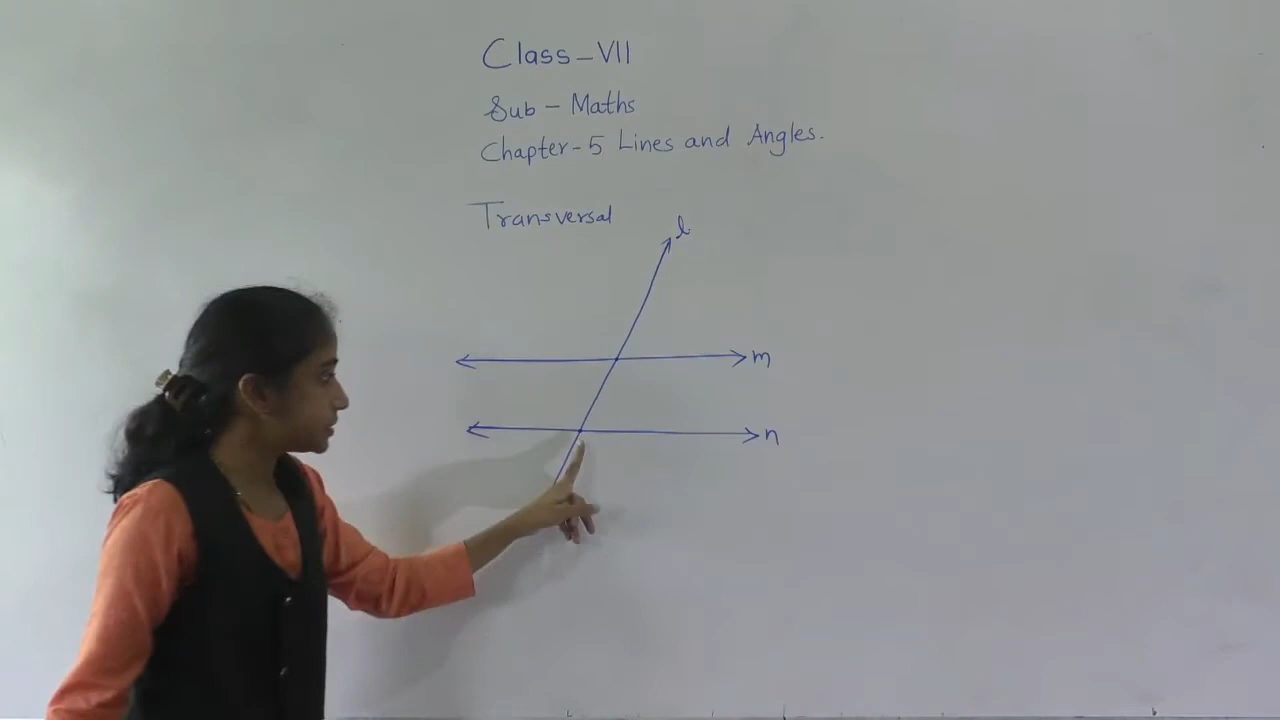 Class-VII
Sub - Maths
Chapter-5 Lines and Angles.
Transversal
l
m
n